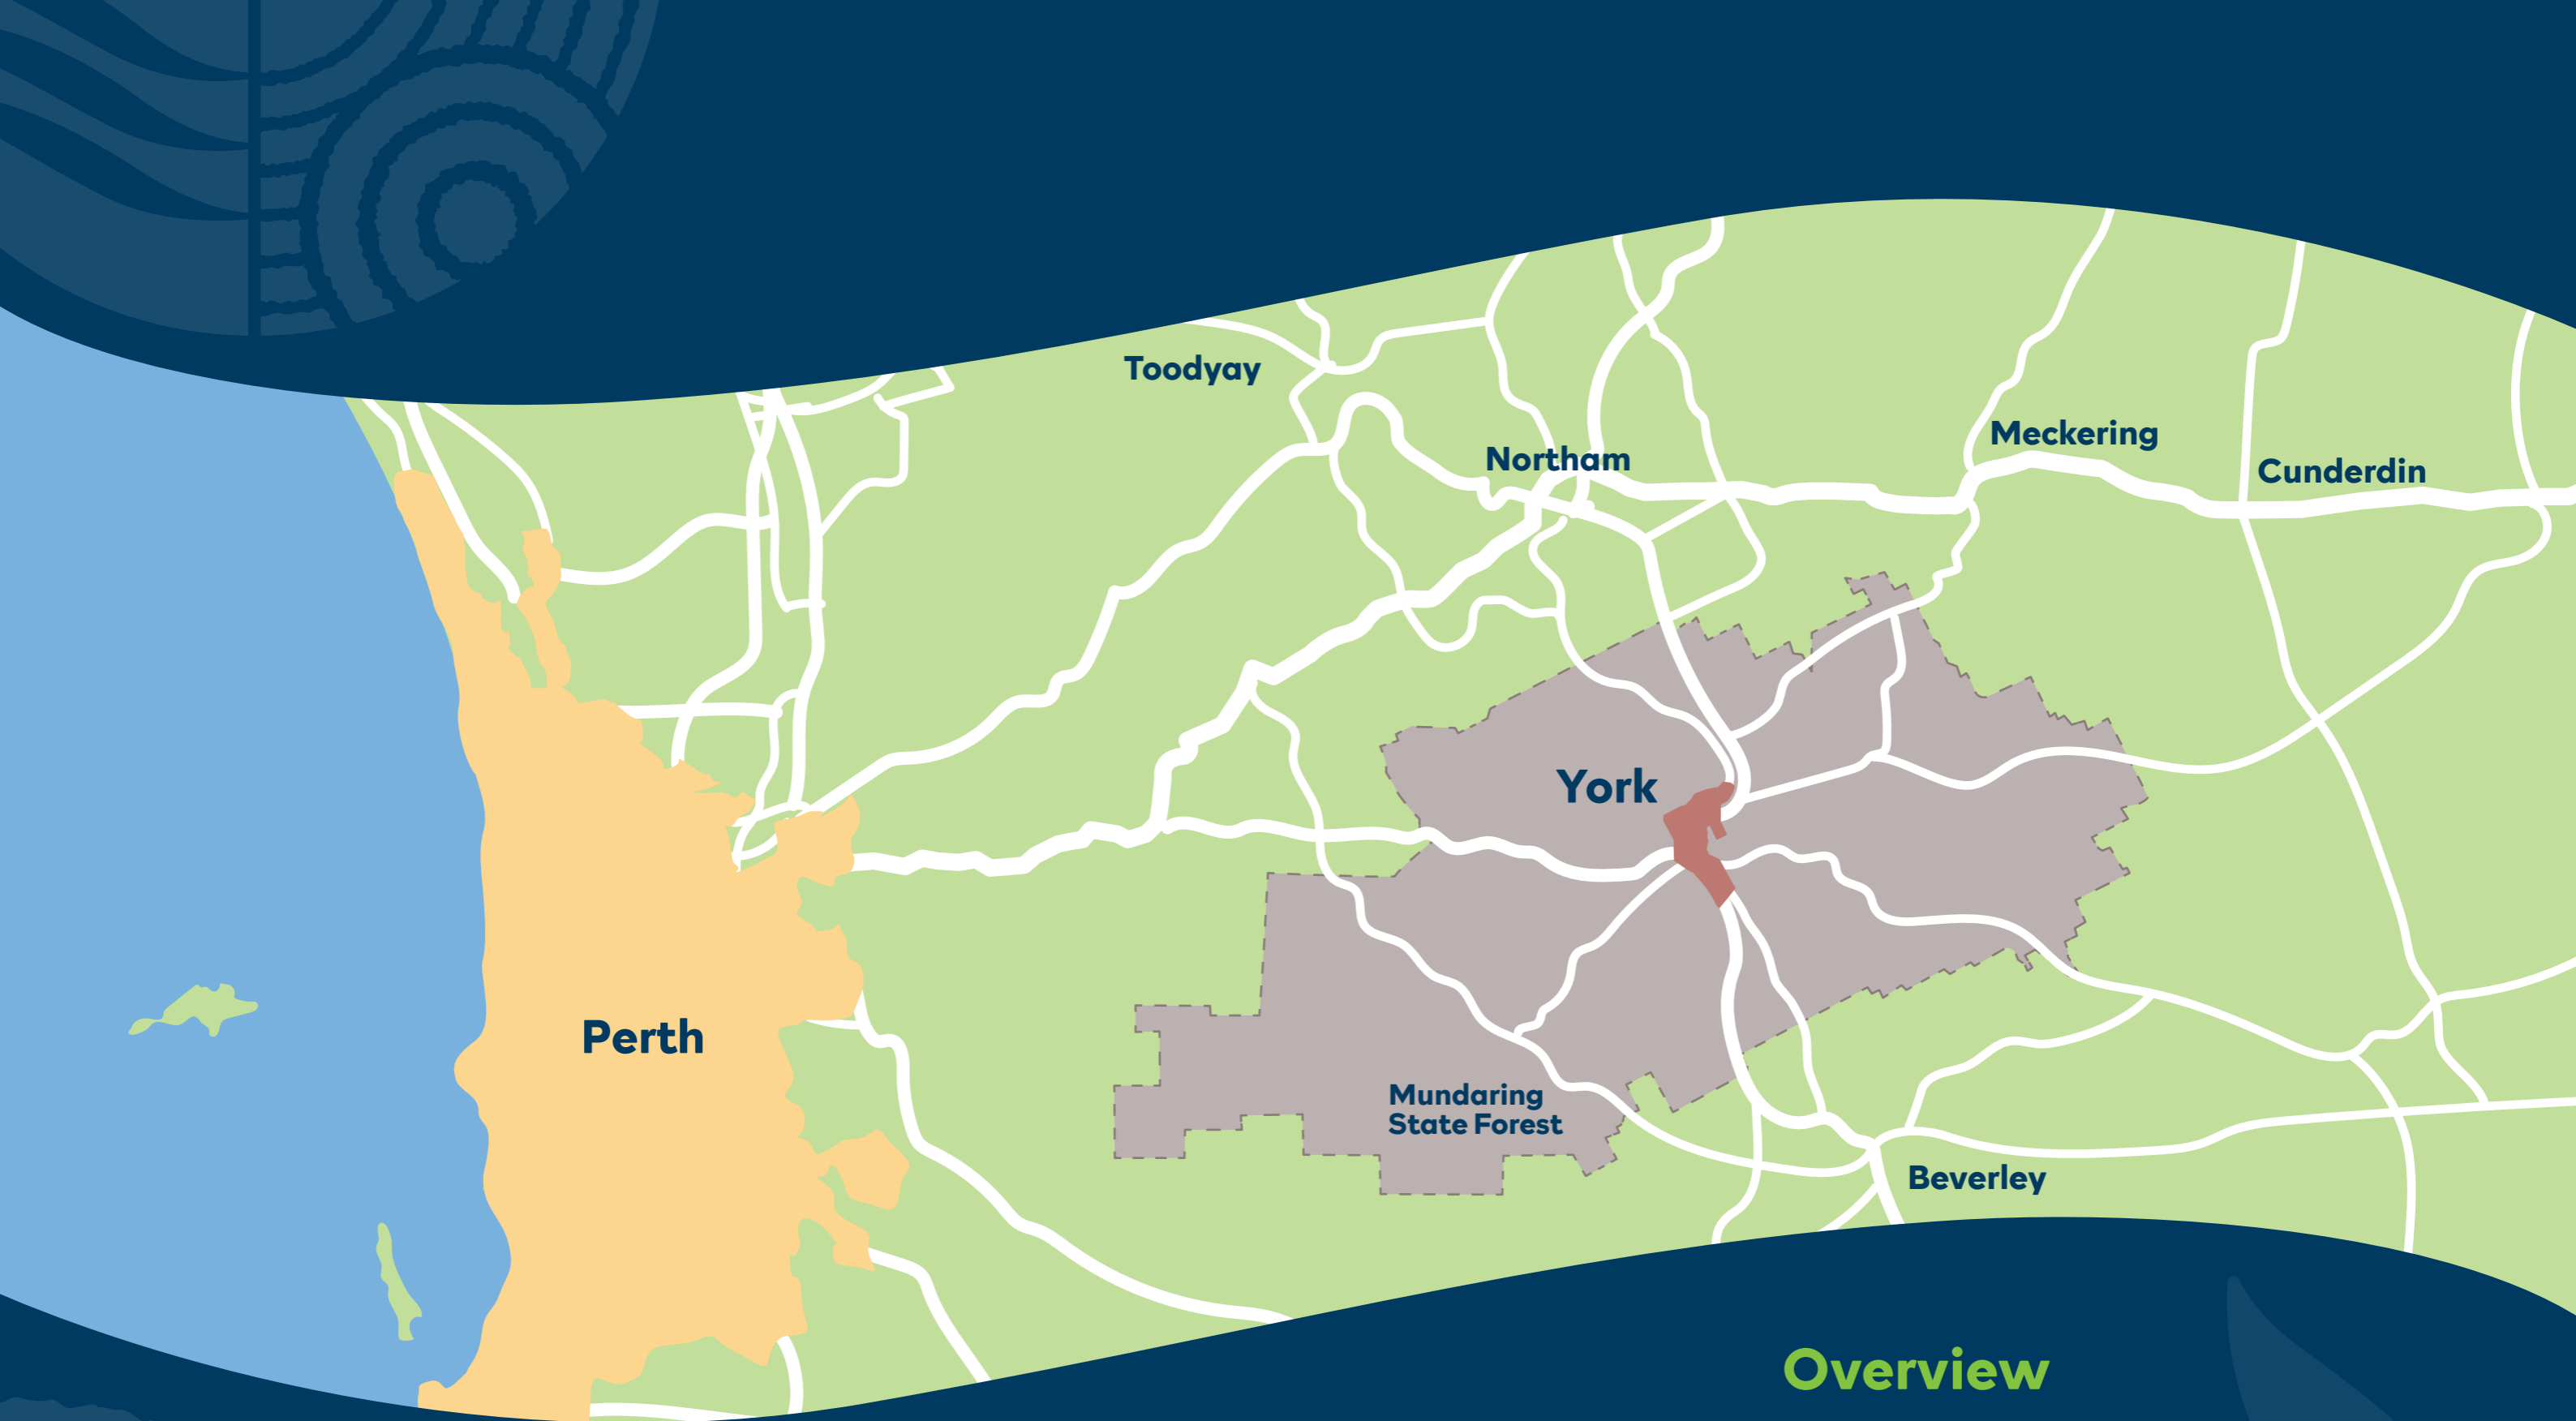 Toodyay
Meckering
Northam
Cunderdin
York
Perth
Mundaring
State Forest
Beverley
Overview